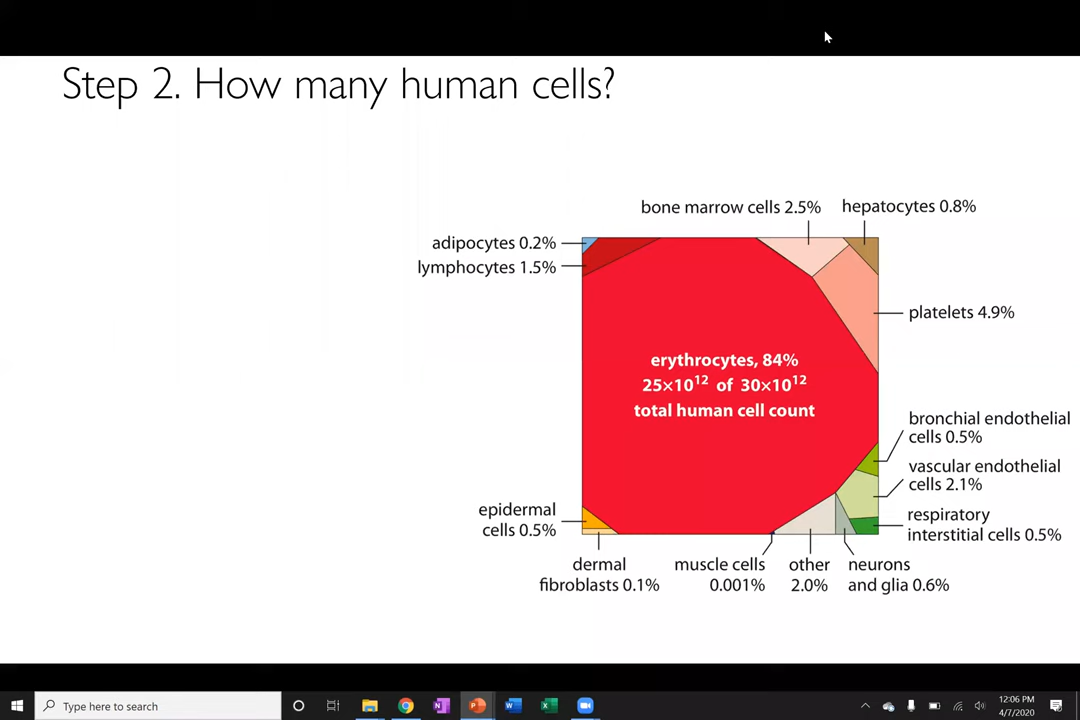 Step 2. How many human cells?
bone marrow cells 2.5%
hepatocytes 0.8%
adipocytes 0.2%
lymphocytes 1.5%
platelets 4.9%
erythrocytes, 84%
25×10¹² of 30×10¹²
total human cell count
bronchial endothelial
cells 0.5%
vascular endothelial
cells 2.1%
respiratory
interstitial cells 0.5%
epidermal
cells 0.5%
dermal
fibroblasts 0.1%
muscle cells
0.001%
other
2.0%
neurons
and glia 0.6%
Type here to search
12:06 PM
4/7/2020